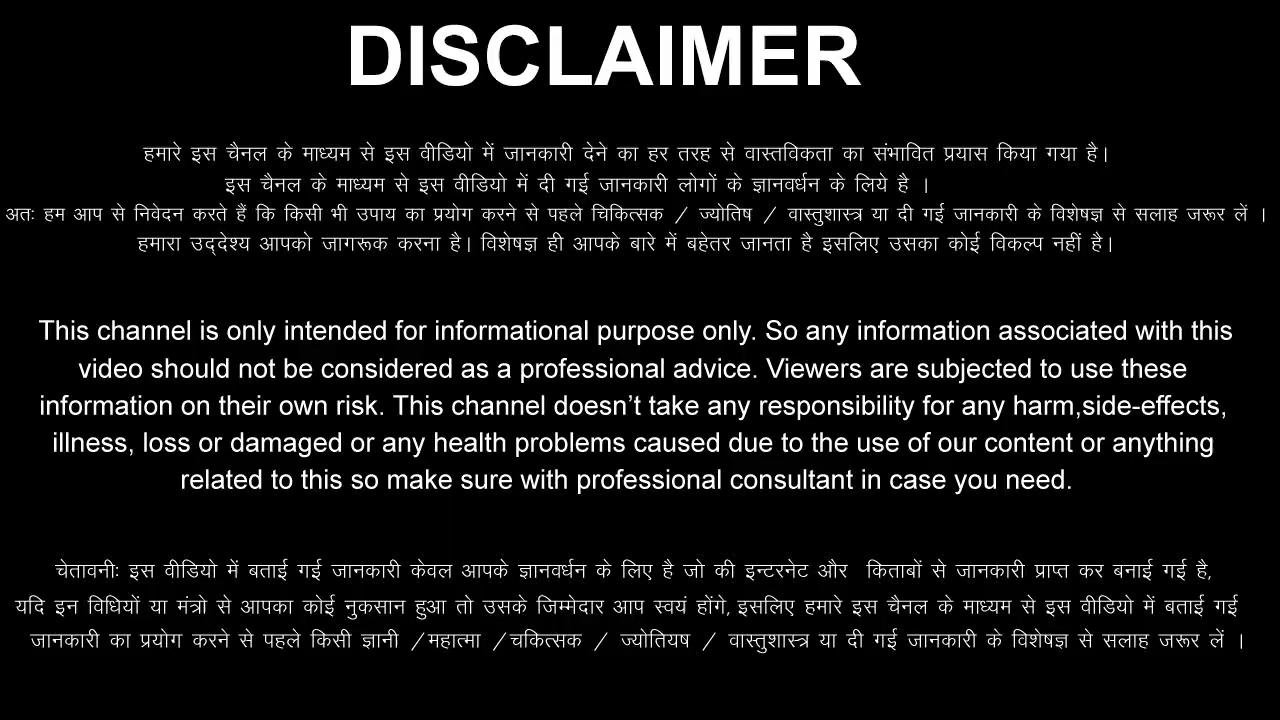 DISCLAIMER
हमारे इस चैनल के माध्यम से इस वीडियो में जानकारी देने का हर तरह से वास्तविकता का संभावित प्रयास किया गया है।
इस चैनल के माध्यम से इस वीडियो में दी गई जानकारी लोगों के ज्ञानवर्धन के लिये है ।
अतः हम आप से निवेदन करते हैं कि किसी भी उपाय का प्रयोग करने से पहले चिकित्सक / ज्योतिष / वास्तुशास्त्र या दी गई जानकारी के विशेषज्ञ से सलाह जरूर लें ।
हमारा उद्देश्य आपको जागरूक करना है। विशेषज्ञ ही आपके बारे में बहेतर जानता है इसलिए उसका कोई विकल्प नहीं है।
This channel is only intended for informational purpose only. So any information associated with this
video should not be considered as a professional advice. Viewers are subjected to use these
information on their own risk. This channel doesn’t take any responsibility for any harm,side-effects,
illness, loss or damaged or any health problems caused due to the use of our content or anything
related to this so make sure with professional consultant in case you need.
चेतावनीः इस वीडियो में बताई गई जानकारी केवल आपके ज्ञानवर्धन के लिए है जो की इन्टरनेट और किताबों से जानकारी प्राप्त कर बनाई गई है,
यदि इन विधियों या मंत्रो से आपका कोई नुकसान हुआ तो उसके जिम्मेदार आप स्वयं होंगे, इसलिए हमारे इस चैनल के माध्यम से इस वीडियो में बताई गई
जानकारी का प्रयोग करने से पहले किसी ज्ञानी /महात्मा /चकित्सक / ज्योतियष / वास्तुशास्त्र या दी गई जानकारी के विशेषज्ञ से सलाह जरूर लें ।